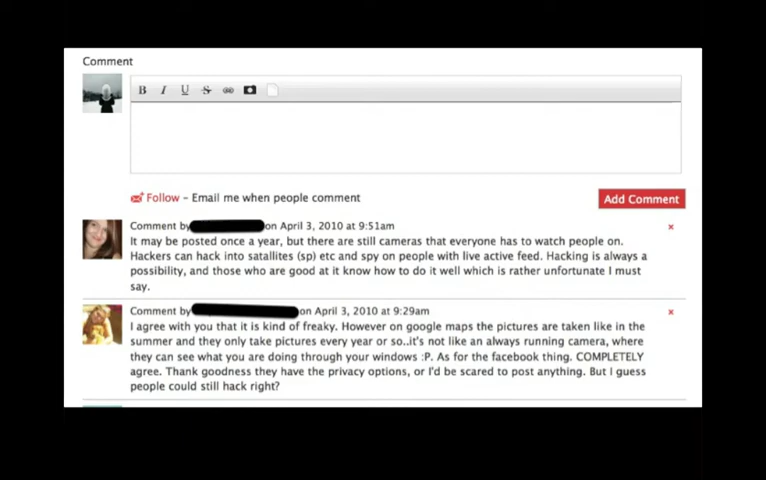 Comment
B I U S
Follow – Email me when people comment
Add Comment
Comment by on April 3, 2010 at 9:51am
It may be posted once a year, but there are still cameras that everyone has to watch people on.
Hackers can hack into satallites (sp) etc and spy on people with live active feed. Hacking is always a
possibility, and those who are good at it know how to do it well which is rather unfortunate I must
say.
Comment by on April 3, 2010 at 9:29am
I agree with you that it is kind of freaky. However on google maps the pictures are taken like in the
summer and they only take pictures every year or so..it's not like an always running camera, where
they can see what you are doing through your windows :P. As for the facebook thing. COMPLETELY
agree. Thank goodness they have the privacy options, or I'd be scared to post anything. But I guess
people could still hack right?